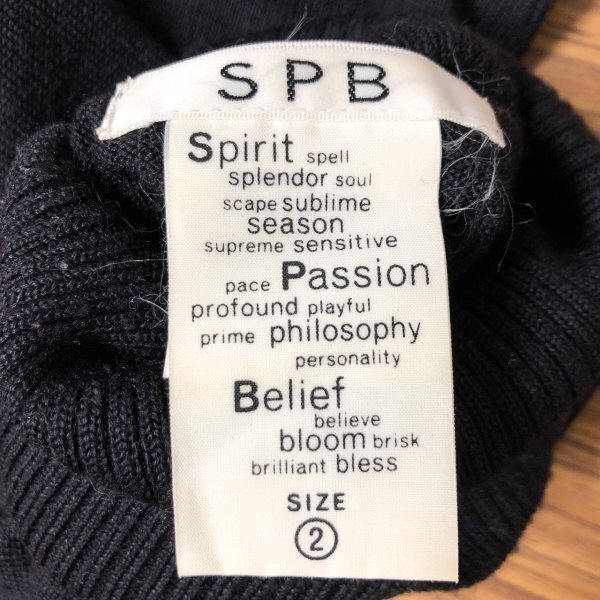 SPB
Spirit spell
splendor soul
scape sublime
season
supreme sensitive
pace Passion
profound playful
prime philosophy
personality
Belief
believe
bloom brisk
brilliant bless
SIZE
2